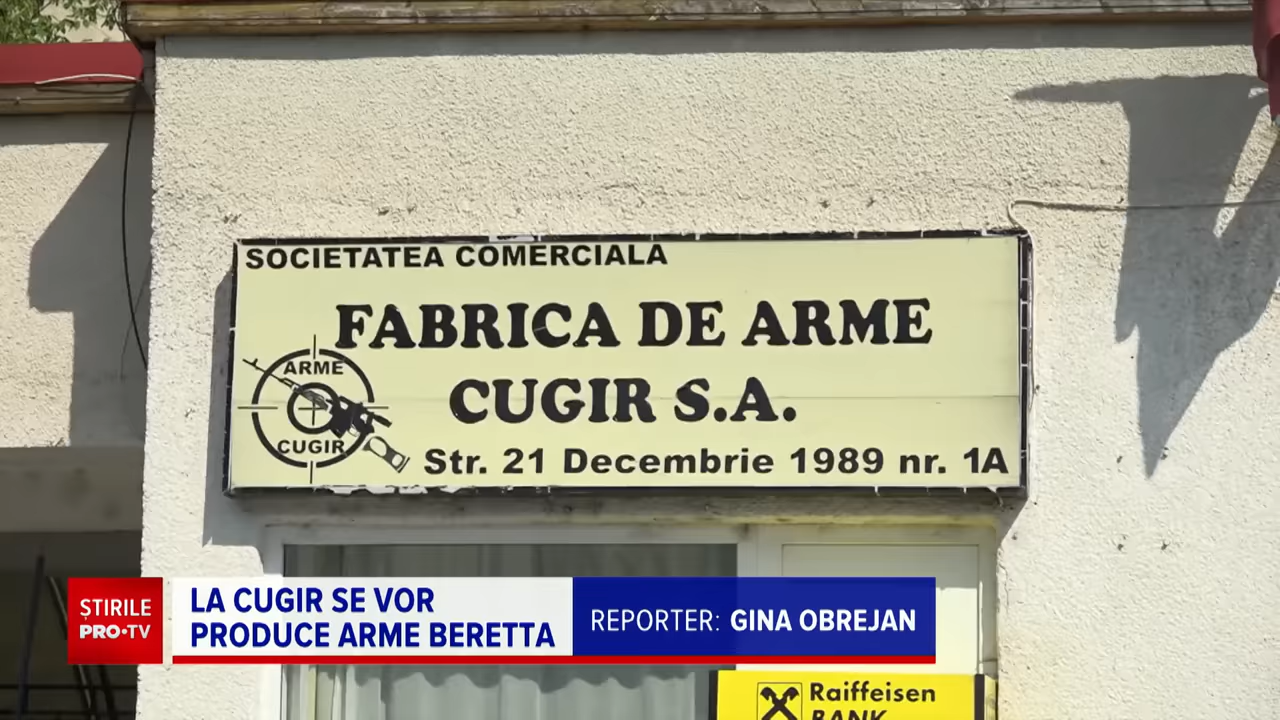 SOCIETATEA COMERCIALA
FABRICA DE ARME
CUGIR S.A.
ARME
CUGIR
Str. 21 Decembrie 1989 nr. 1A
ȘTIRILE
PRO•TV
LA CUGIR SE VOR
PRODUCE ARME BERETTA
REPORTER: GINA OBREJAN
Raiffeisen
BANK